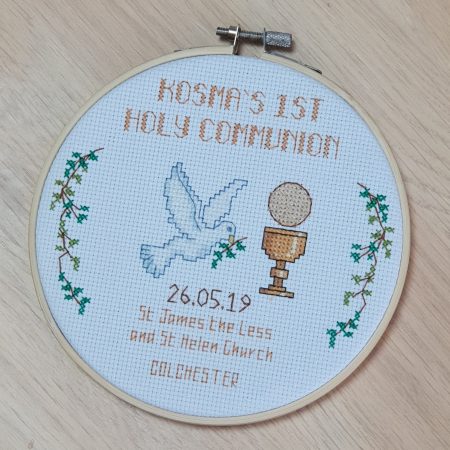 KOSMA'S 1ST
HOLY COMMUNION
26.05.19
St James the Less
and St Helen Church
COLCHESTER